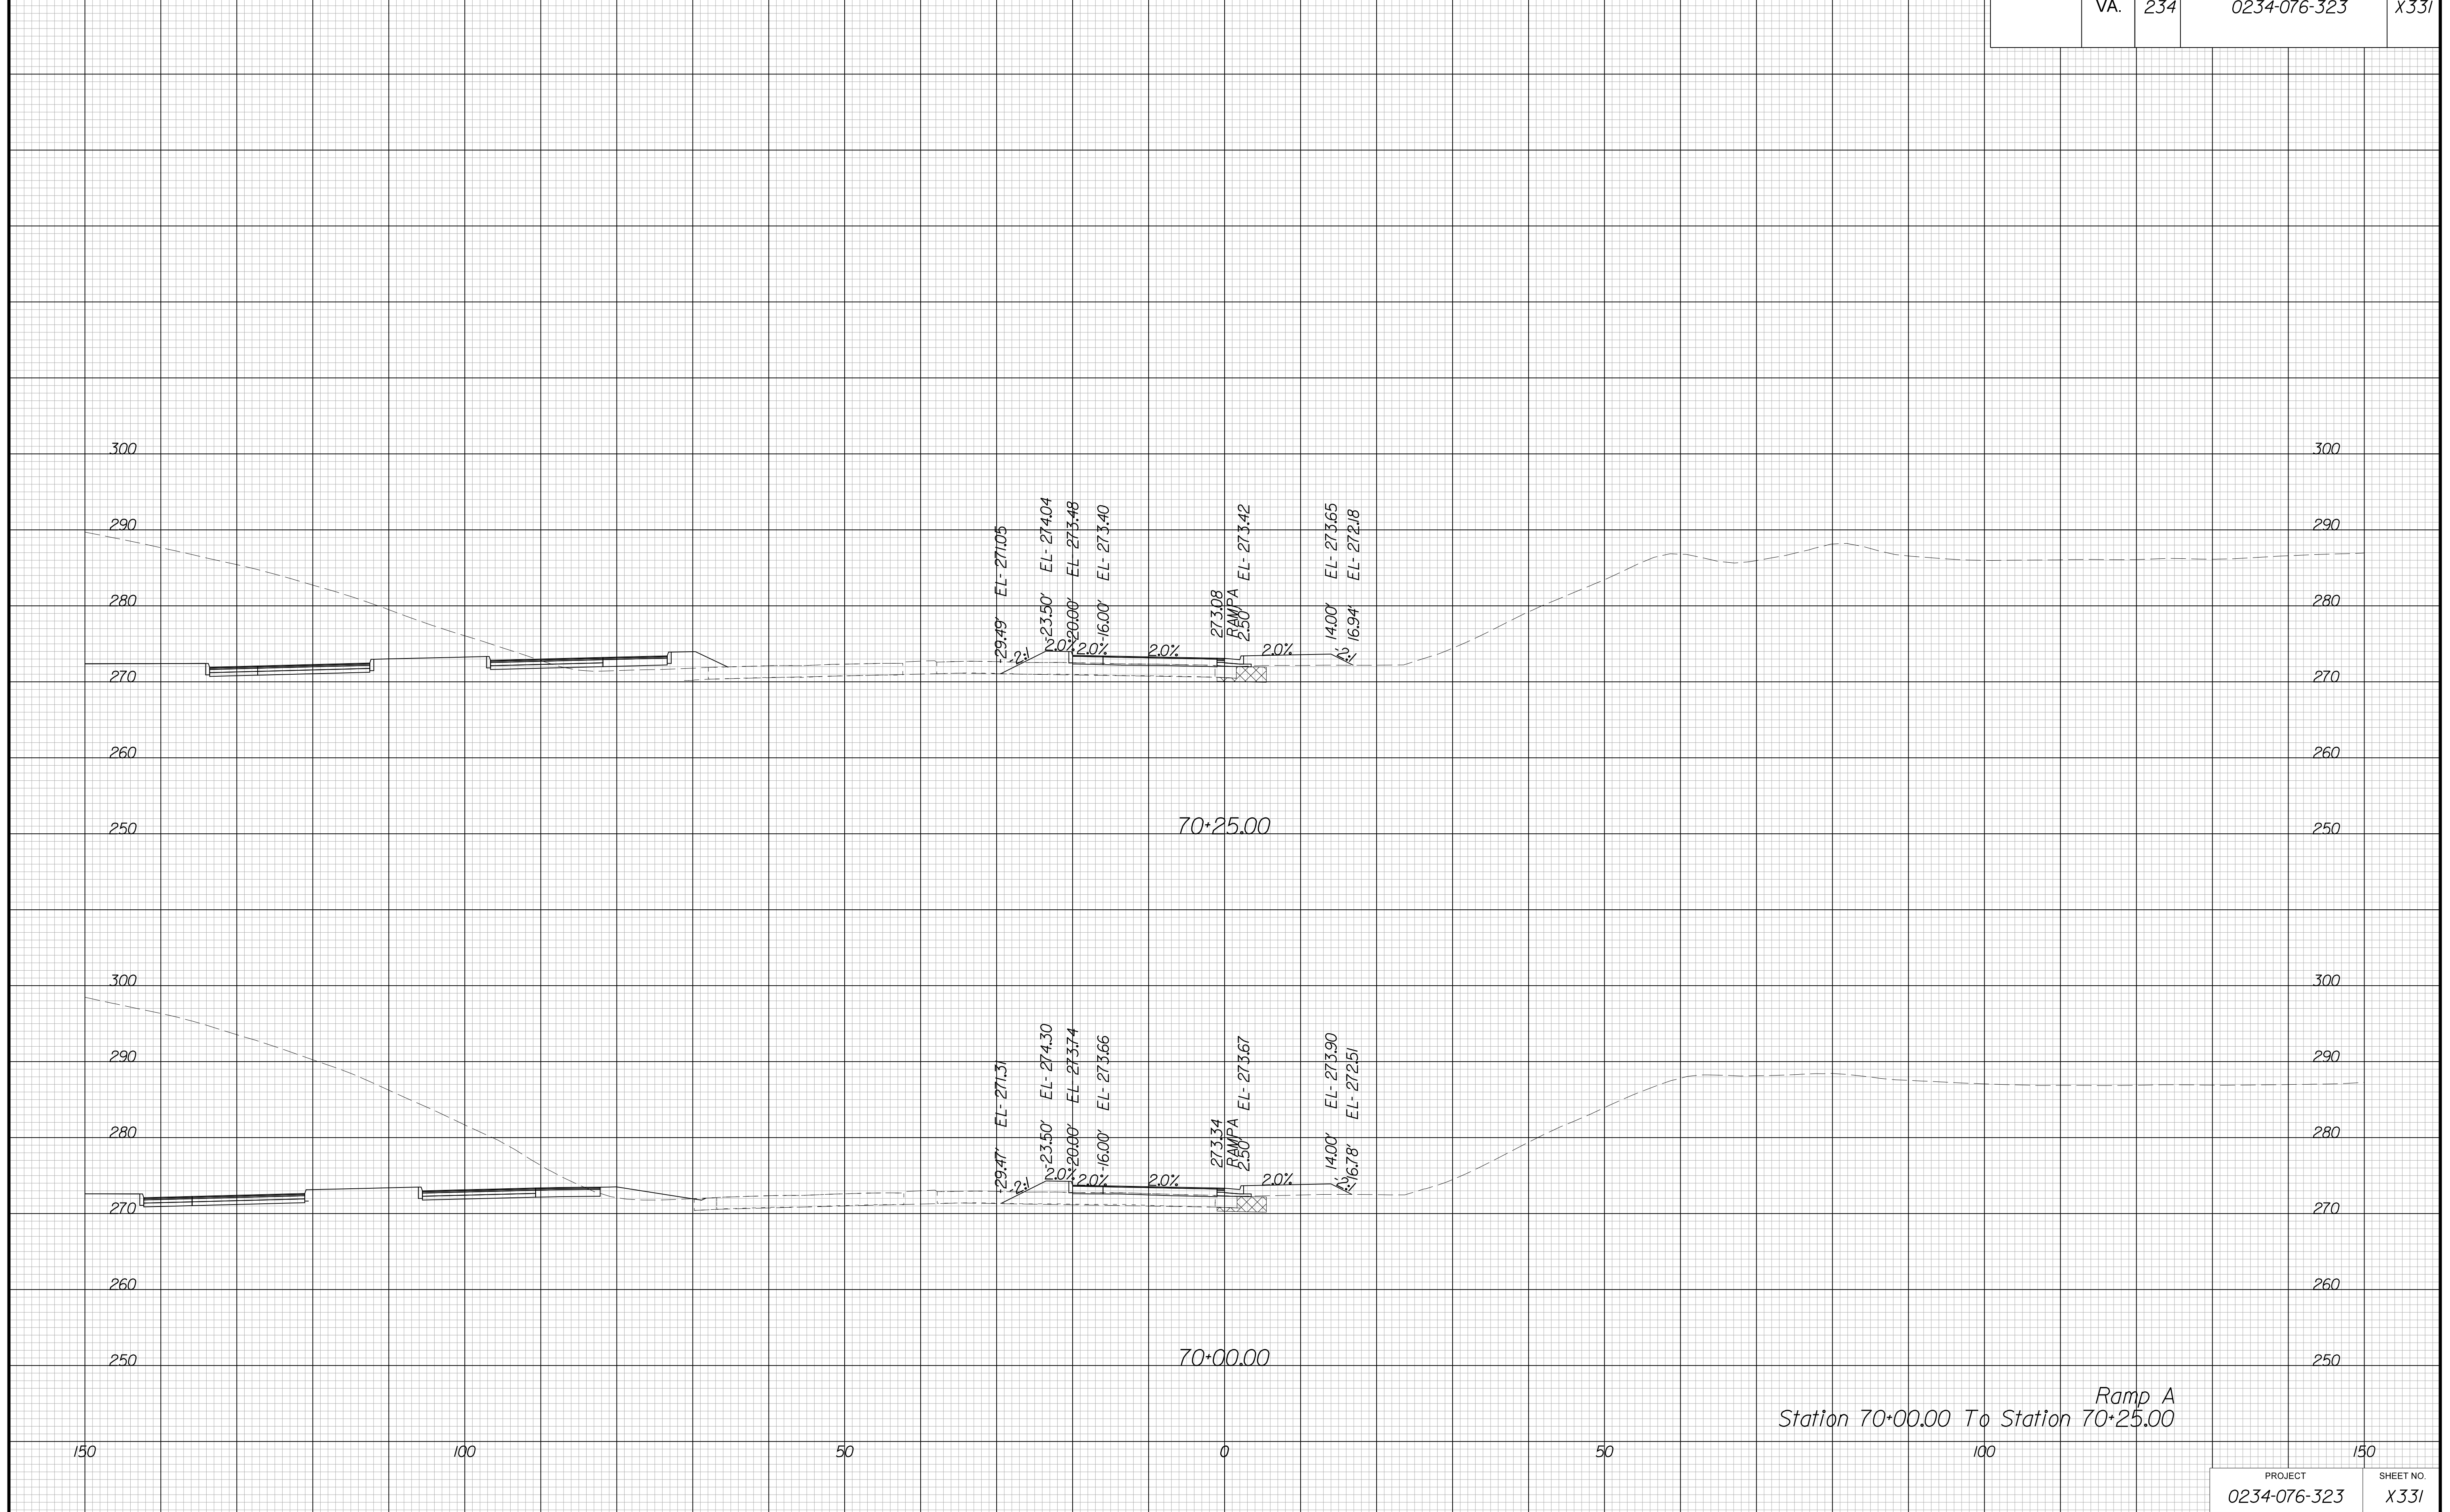 VA. 234 0234-076-323 X331
300 300
290 290
280 280
270 270
260 260
250 250
-29.49' EL- 271.05
-23.50' EL- 274.04
-20.00' EL- 273.48
-16.00' EL- 273.40
273.08
RAMPA
2.50' EL- 273.42
14.00' EL- 273.65
16.94' EL- 272.18
-2:1 2.0% 2.0% 2.0% 2.0% -2:1
70+25.00
300 300
290 290
280 280
270 270
260 260
250 250
-29.47' EL- 271.31
-23.50' EL- 274.30
-20.00' EL- 273.74
-16.00' EL- 273.66
273.34
RAMPA
2.50' EL- 273.67
14.00' EL- 273.90
16.78' EL- 272.51
-2:1 2.0% 2.0% 2.0% 2.0% -2:1
70+00.00
Ramp A
Station 70+00.00 To Station 70+25.00
150 100 50 0 50 100 150
PROJECT SHEET NO.
0234-076-323 X331